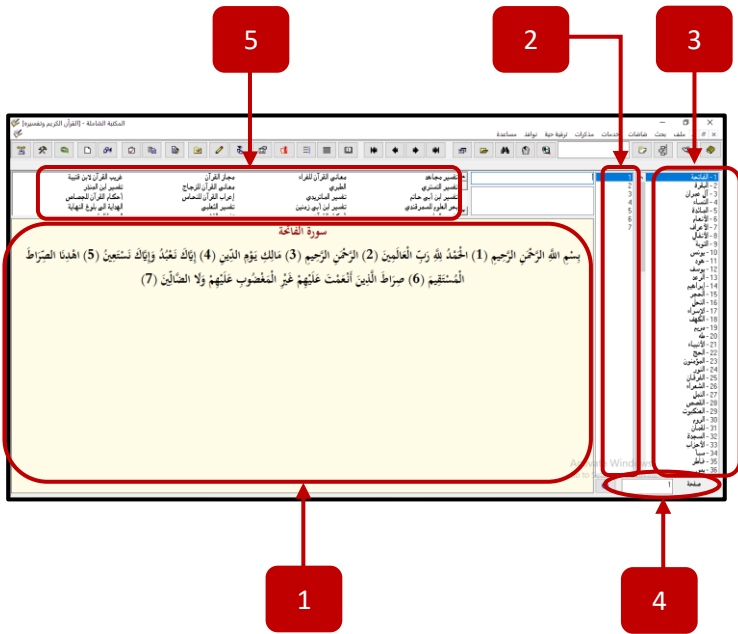 5
2
3
المكتبة الشاملة - [القرآن الكريم وتفسيره]
ملف بحث شاشات خدمات مذكرات ترقية حية نوافذ مساعدة
تفسير مجاهد معاني القرآن للفراء مجاز القرآن غريب القرآن لابن قتيبة
تفسير التستري الطبري معاني القرآن للزجاج تفسير ابن المنذر
تفسير ابن أبي حاتم تفسير الماتريدي إعراب القرآن للنحاس أحكام القرآن للجصاص
بحر العلوم للسمرقندي تفسير ابن أبي زمنين تفسير الثعلبي الهداية الى بلوغ النهاية
1
1
2
3
4
5
6
7
1 - الفاتحة
2 - البقرة
3 - آل عمران
4 - النساء
5 - المائدة
6 - الأنعام
7 - الأعراف
8 - الأنفال
9 - التوبة
10 - يونس
11 - هود
12 - يوسف
13 - الرعد
14 - إبراهيم
15 - الحجر
16 - النحل
17 - الإسراء
18 - الكهف
19 - مريم
20 - طه
21 - الأنبياء
22 - الحج
23 - المؤمنون
24 - النور
25 - الفرقان
26 - الشعراء
27 - النمل
28 - القصص
29 - العنكبوت
30 - الروم
31 - لقمان
32 - السجدة
33 - الأحزاب
34 - سبأ
35 - فاطر
36 - يس
سورة الفاتحة
بِسْمِ اللَّهِ الرَّحْمَنِ الرَّحِيمِ (1) الْحَمْدُ لِلَّهِ رَبِّ الْعَالَمِينَ (2) الرَّحْمَنِ الرَّحِيمِ (3) مَالِكِ يَوْمِ الدِّينِ (4) إِيَّاكَ نَعْبُدُ وَإِيَّاكَ نَسْتَعِينُ (5) اهْدِنَا الصِّرَاطَ
الْمُسْتَقِيمَ (6) صِرَاطَ الَّذِينَ أَنْعَمْتَ عَلَيْهِمْ غَيْرِ الْمَغْضُوبِ عَلَيْهِمْ وَلَا الضَّالِّينَ (7)
صفحة 1
1
4